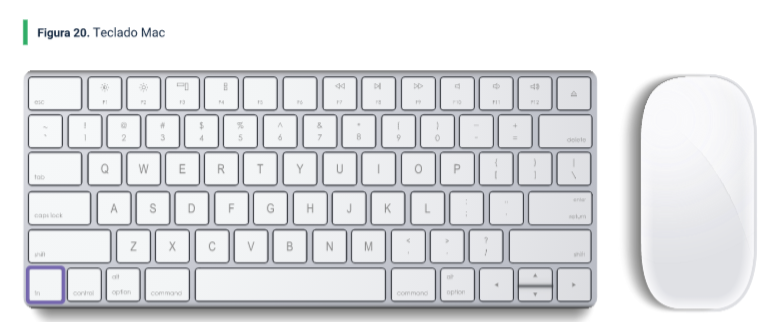 Figura 20. Teclado Mac
esc F1 F2 F3 F4 F5 F6 F7 F8 F9 F10 F11 F12
~ ! 1 @ 2 # 3 $ 4 % 5 ^ 6 & 7 * 8 ( 9 ) 0 - + = delete
tab Q W E R T Y U I O P { [ } ] | \
caps lock A S D F G H J K L : ; enter return
shift Z X C V B N M < , > . ? / shift
fn control alt option command command alt option